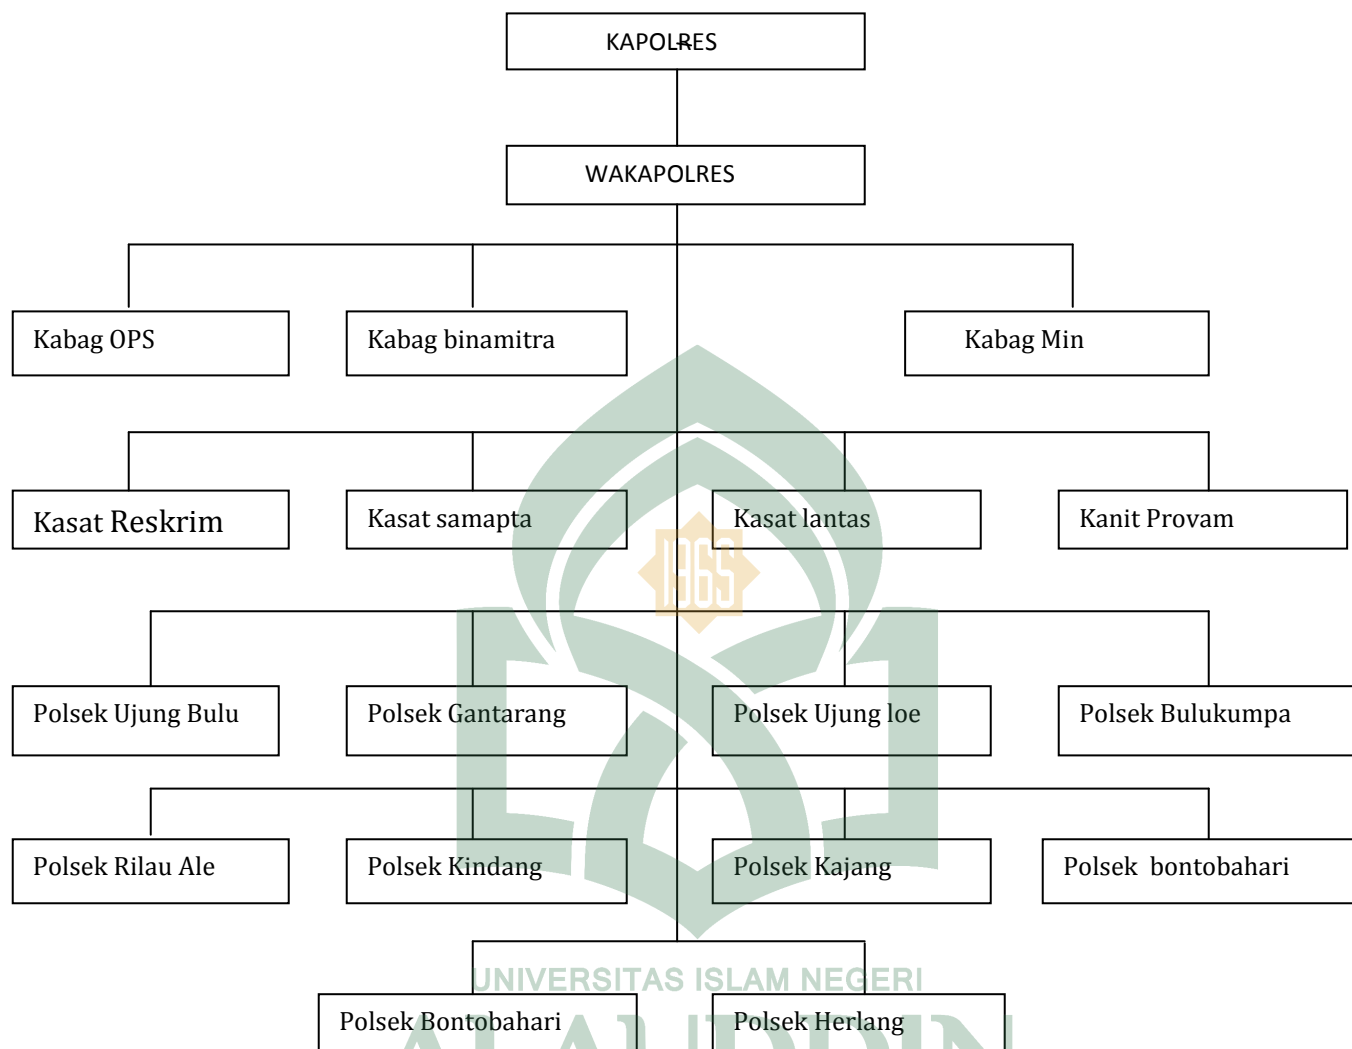 KAPOLRES
WAKAPOLRES
Kabag OPS
Kabag binamitra
Kabag Min
Kasat Reskrim
Kasat samapta
Kasat lantas
Kanit Provam
1965
Polsek Ujung Bulu
Polsek Gantarang
Polsek Ujung loe
Polsek Bulukumpa
Polsek Rilau Ale
Polsek Kindang
Polsek Kajang
Polsek bontobahari
UNIVERSITAS ISLAM NEGERI
Polsek Bontobahari
Polsek Herlang
ALAUDDIN